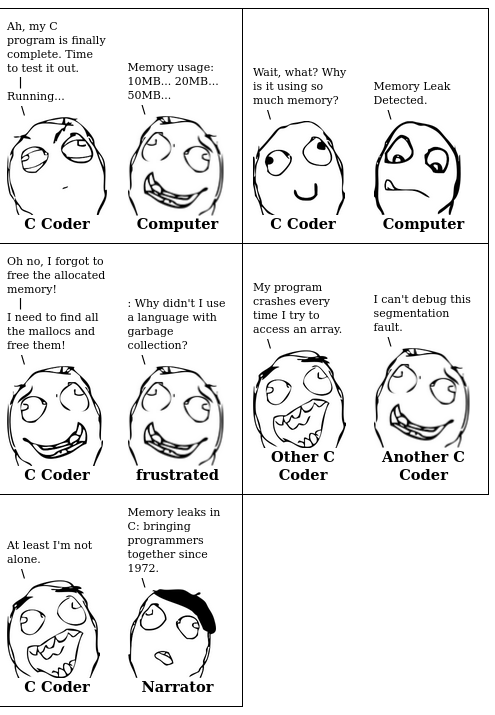 Ah, my C
program is finally
complete. Time
to test it out.
Running...
Memory usage:
10MB... 20MB...
50MB...
C Coder
Computer
Wait, what? Why
is it using so
much memory?
Memory Leak
Detected.
C Coder
Computer
Oh no, I forgot to
free the allocated
memory!
I need to find all
the mallocs and
free them!
: Why didn't I use
a language with
garbage
collection?
C Coder
frustrated
My program
crashes every
time I try to
access an array.
I can't debug this
segmentation
fault.
Other C
Coder
Another C
Coder
At least I'm not
alone.
Memory leaks in
C: bringing
programmers
together since
1972.
C Coder
Narrator